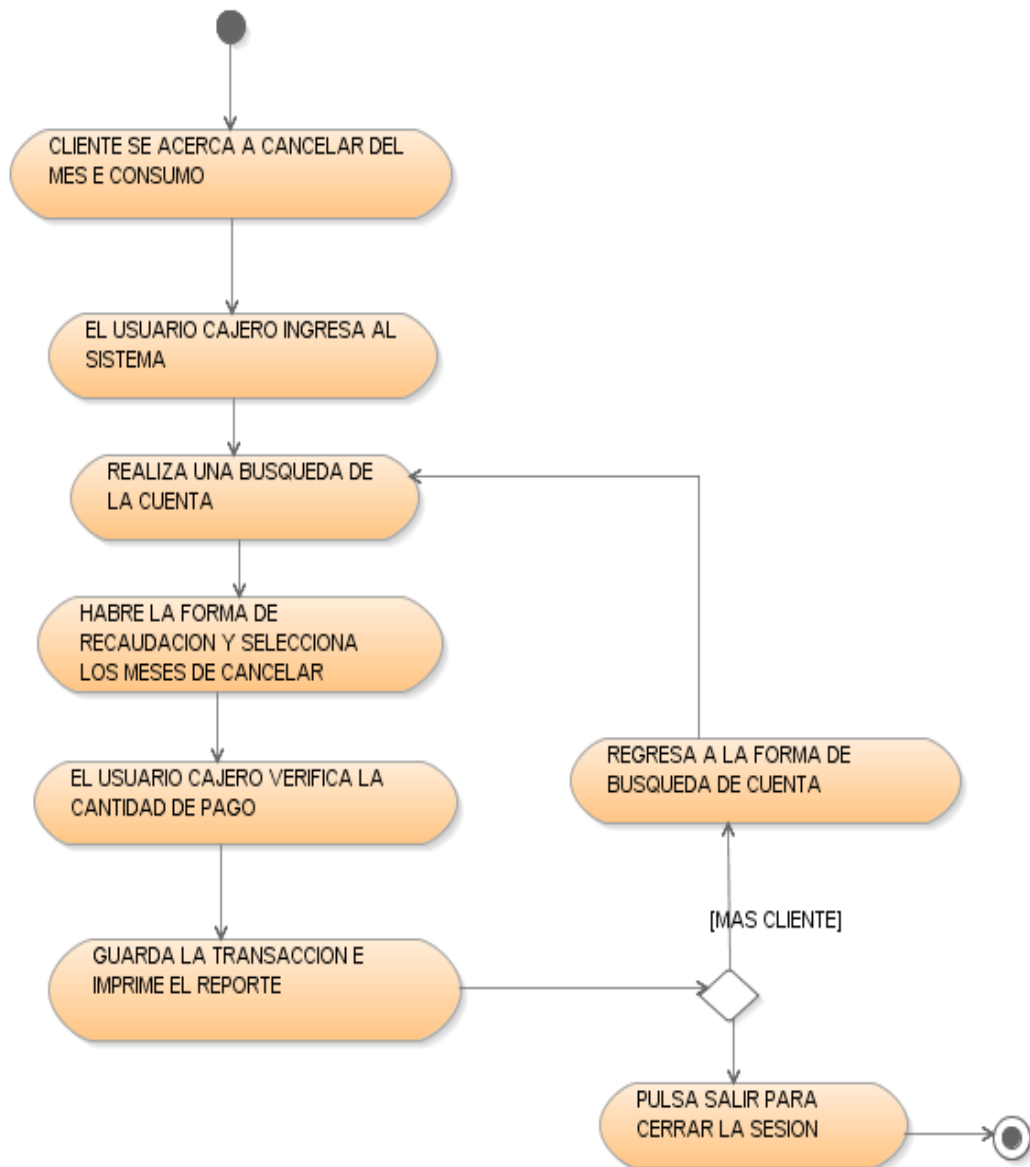 CLIENTE SE ACERCA A CANCELAR DEL
MES E CONSUMO
EL USUARIO CAJERO INGRESA AL
SISTEMA
REALIZA UNA BUSQUEDA DE
LA CUENTA
HABRE LA FORMA DE
RECAUDACION Y SELECCIONA
LOS MESES DE CANCELAR
EL USUARIO CAJERO VERIFICA LA
CANTIDAD DE PAGO
GUARDA LA TRANSACCION E
IMPRIME EL REPORTE
[MAS CLIENTE]
REGRESA A LA FORMA DE
BUSQUEDA DE CUENTA
PULSA SALIR PARA
CERRAR LA SESION